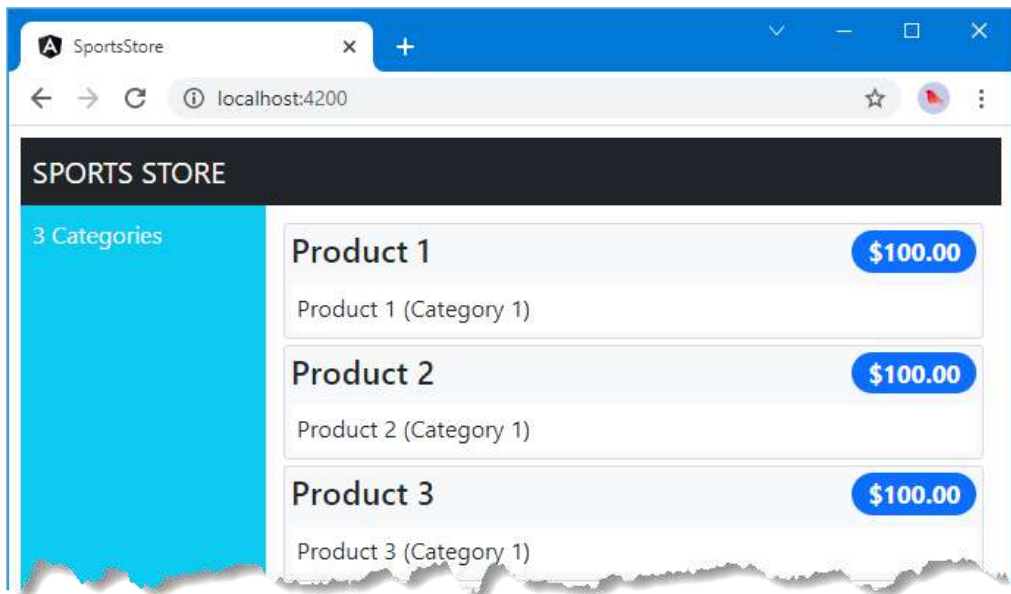 SportsStore
localhost:4200
SPORTS STORE
3 Categories
Product 1 $100.00
Product 1 (Category 1)
Product 2 $100.00
Product 2 (Category 1)
Product 3 $100.00
Product 3 (Category 1)